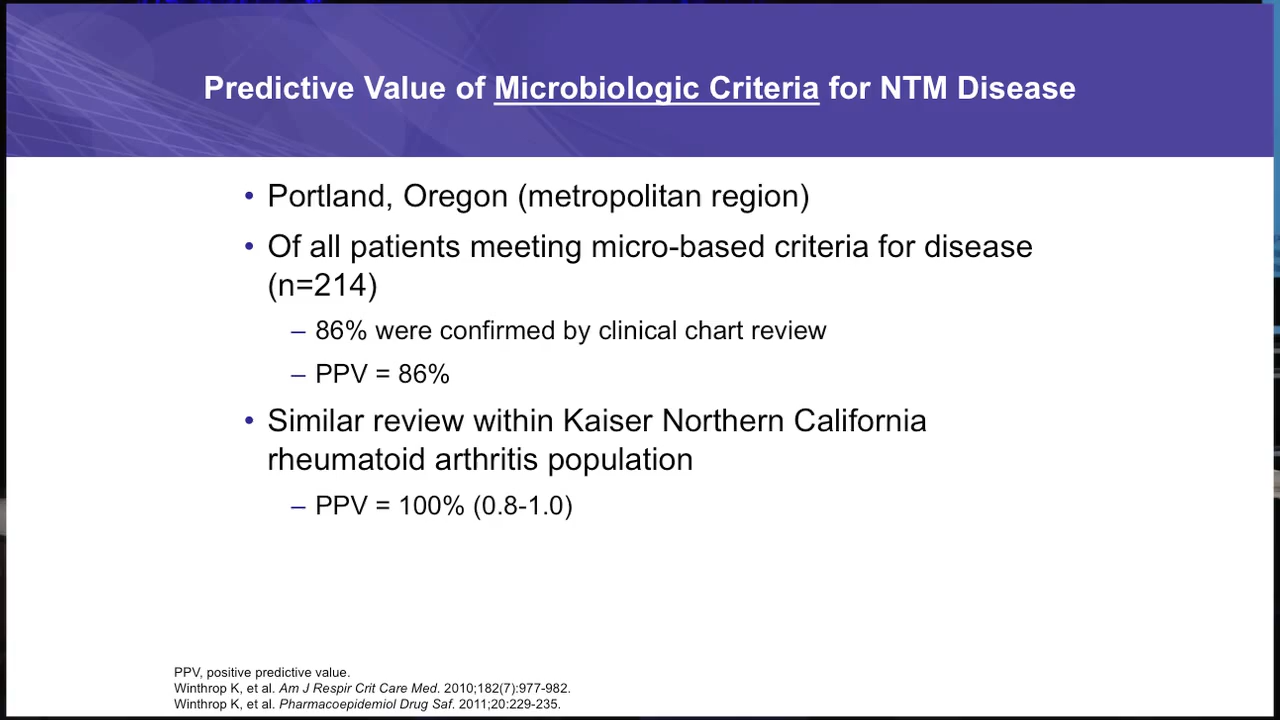 Predictive Value of Microbiologic Criteria for NTM Disease
• Portland, Oregon (metropolitan region)
• Of all patients meeting micro-based criteria for disease
(n=214)
– 86% were confirmed by clinical chart review
– PPV = 86%
• Similar review within Kaiser Northern California
rheumatoid arthritis population
– PPV = 100% (0.8-1.0)
PPV, positive predictive value.
Winthrop K, et al. Am J Respir Crit Care Med. 2010;182(7):977-982.
Winthrop K, et al. Pharmacoepidemiol Drug Saf. 2011;20:229-235.